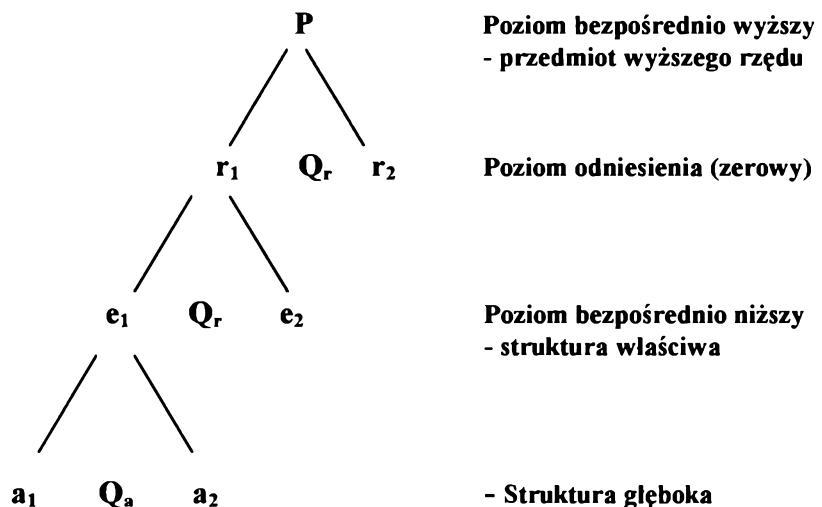 P Poziom bezpośrednio wyższy
- przedmiot wyższego rzędu
r₁ Qᵣ r₂ Poziom odniesienia (zerowy)
e₁ Qᵣ e₂ Poziom bezpośrednio niższy
- struktura właściwa
a₁ Qₐ a₂ - Struktura głęboka